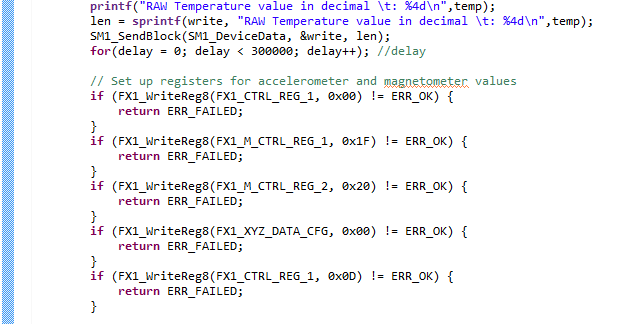 printf("RAW Temperature value in decimal \t: %4d\n",temp);
len = sprintf(write, "RAW Temperature value in decimal \t: %4d\n",temp);
SM1_SendBlock(SM1_DeviceData, &write, len);
for(delay = 0; delay < 300000; delay++); //delay
// Set up registers for accelerometer and magnetometer values
if (FX1_WriteReg8(FX1_CTRL_REG_1, 0x00) != ERR_OK) {
return ERR_FAILED;
}
if (FX1_WriteReg8(FX1_M_CTRL_REG_1, 0x1F) != ERR_OK) {
return ERR_FAILED;
}
if (FX1_WriteReg8(FX1_M_CTRL_REG_2, 0x20) != ERR_OK) {
return ERR_FAILED;
}
if (FX1_WriteReg8(FX1_XYZ_DATA_CFG, 0x00) != ERR_OK) {
return ERR_FAILED;
}
if (FX1_WriteReg8(FX1_CTRL_REG_1, 0x0D) != ERR_OK) {
return ERR_FAILED;
}